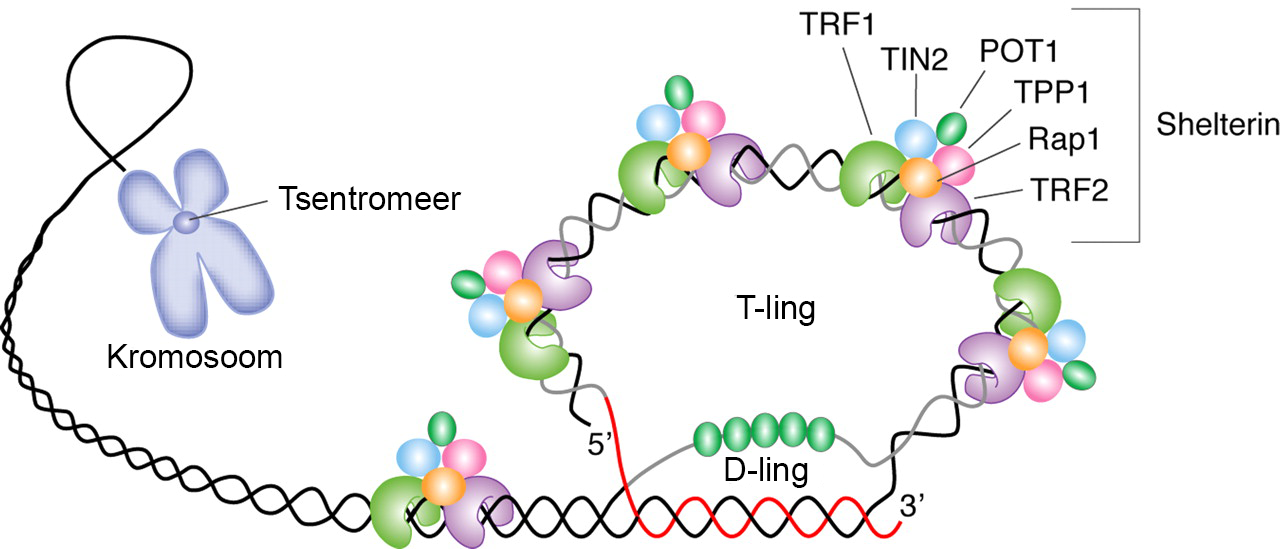 TRF1
TIN2
POT1
TPP1
Rap1
TRF2
Shelterin
Tsentromeer
Kromosoom
T-ling
5’
D-ling
3’